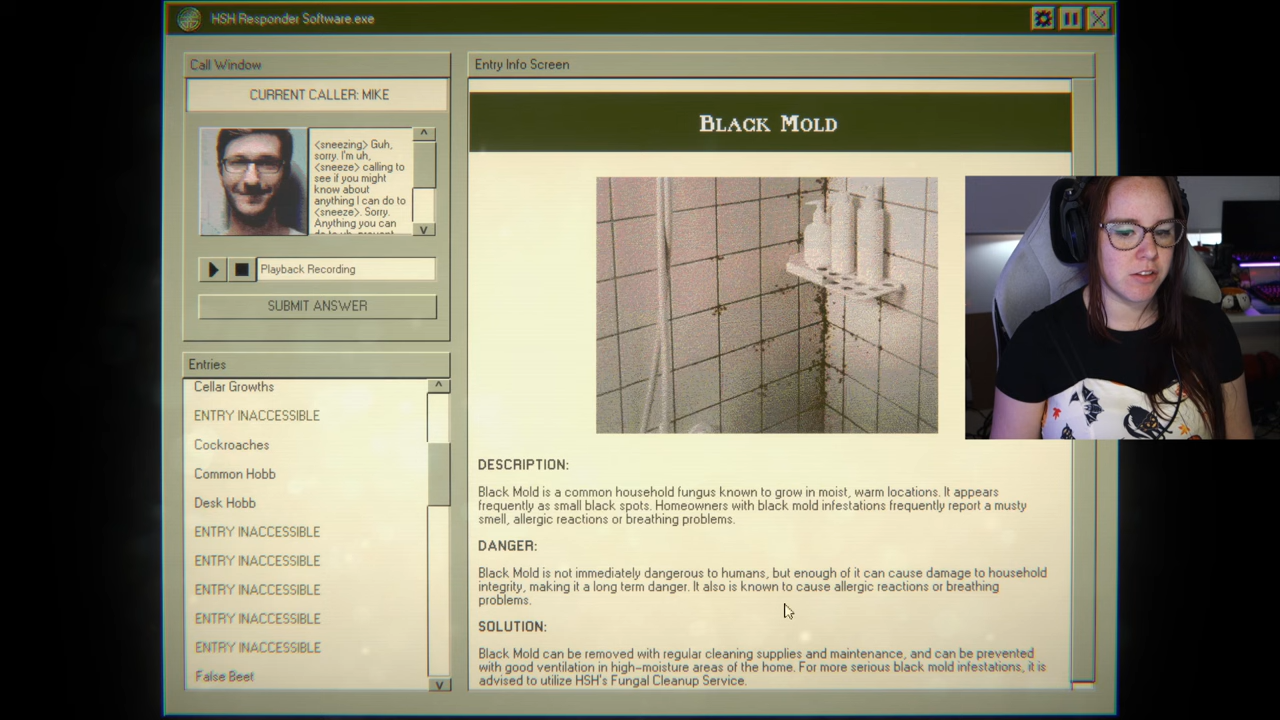 HSH Responder Software.exe
Call Window
CURRENT CALLER: MIKE
<sneezing> Guh,
sorry. I'm uh,
<sneeze> calling to
see if you might
know about
anything I can do to
<sneeze>. Sorry.
Anything you can
Playback Recording
SUBMIT ANSWER
Entries
Cellar Growths
ENTRY INACCESSIBLE
Cockroaches
Common Hobb
Desk Hobb
ENTRY INACCESSIBLE
ENTRY INACCESSIBLE
ENTRY INACCESSIBLE
ENTRY INACCESSIBLE
ENTRY INACCESSIBLE
False Beet
Entry Info Screen
Black Mold
DESCRIPTION:
Black Mold is a common household fungus known to grow in moist, warm locations. It appears
frequently as small black spots. Homeowners with black mold infestations frequently report a musty
smell, allergic reactions or breathing problems.
DANGER:
Black Mold is not immediately dangerous to humans, but enough of it can cause damage to household
integrity, making it a long term danger. It also is known to cause allergic reactions or breathing
problems.
SOLUTION:
Black Mold can be removed with regular cleaning supplies and maintenance, and can be prevented
with good ventilation in high-moisture areas of the home. For more serious black mold infestations, it is
advised to utilize HSH's Fungal Cleanup Service.